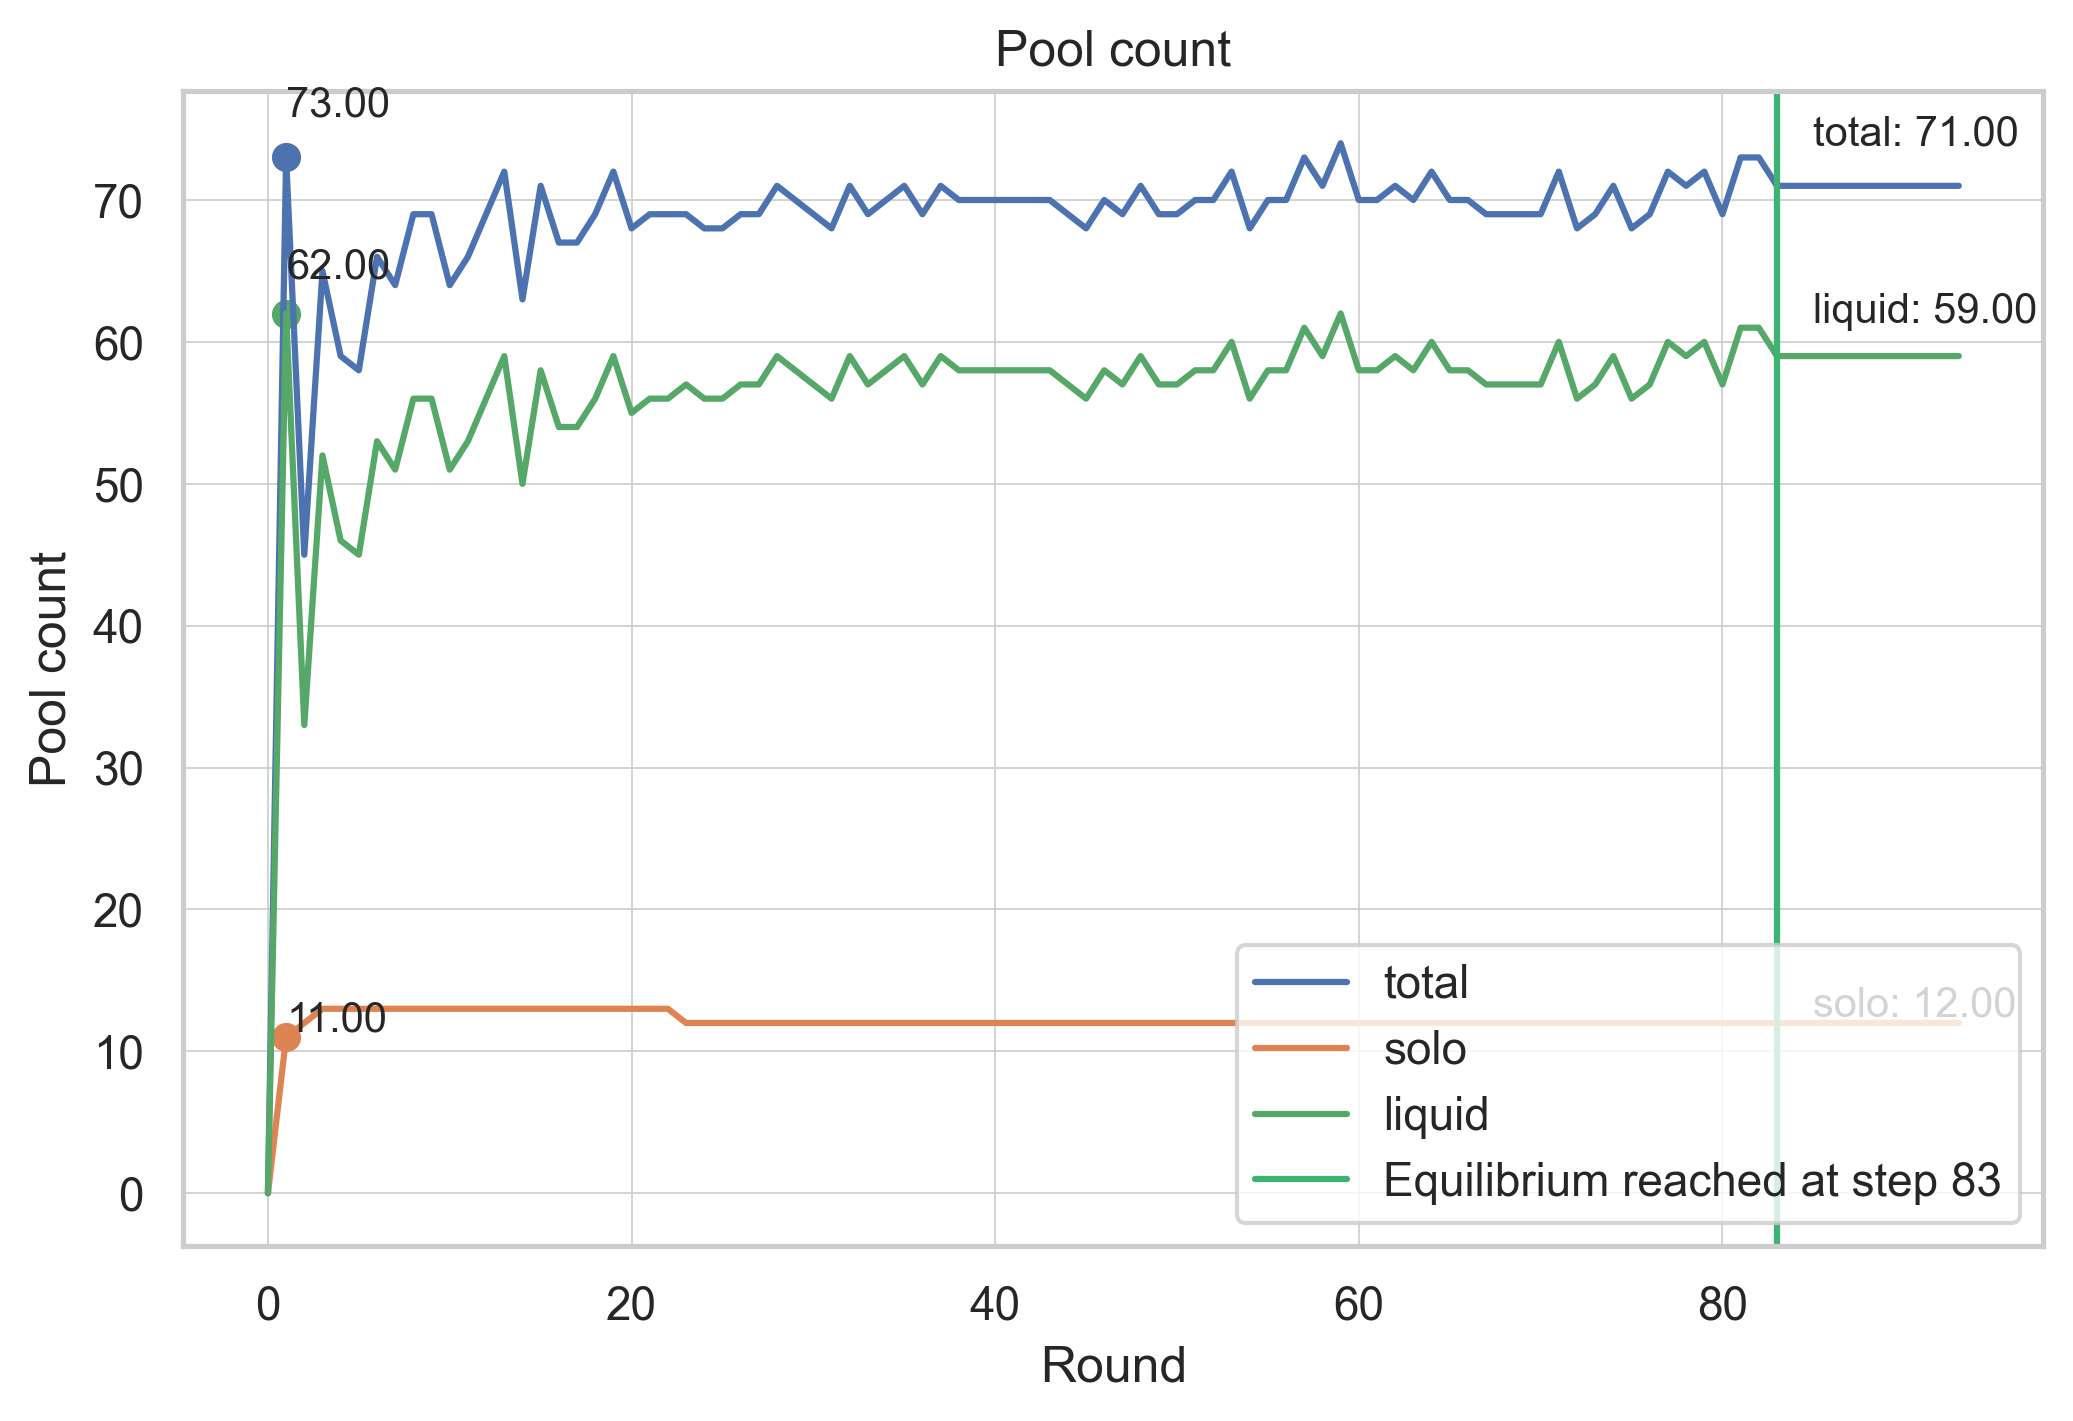 Pool count
73.00
total: 71.00
62.00
liquid: 59.00
70
60
50
40
30
20
10
0
Pool count
11.00
solo: 12.00
total
solo
liquid
Equilibrium reached at step 83
0
20
40
60
80
Round